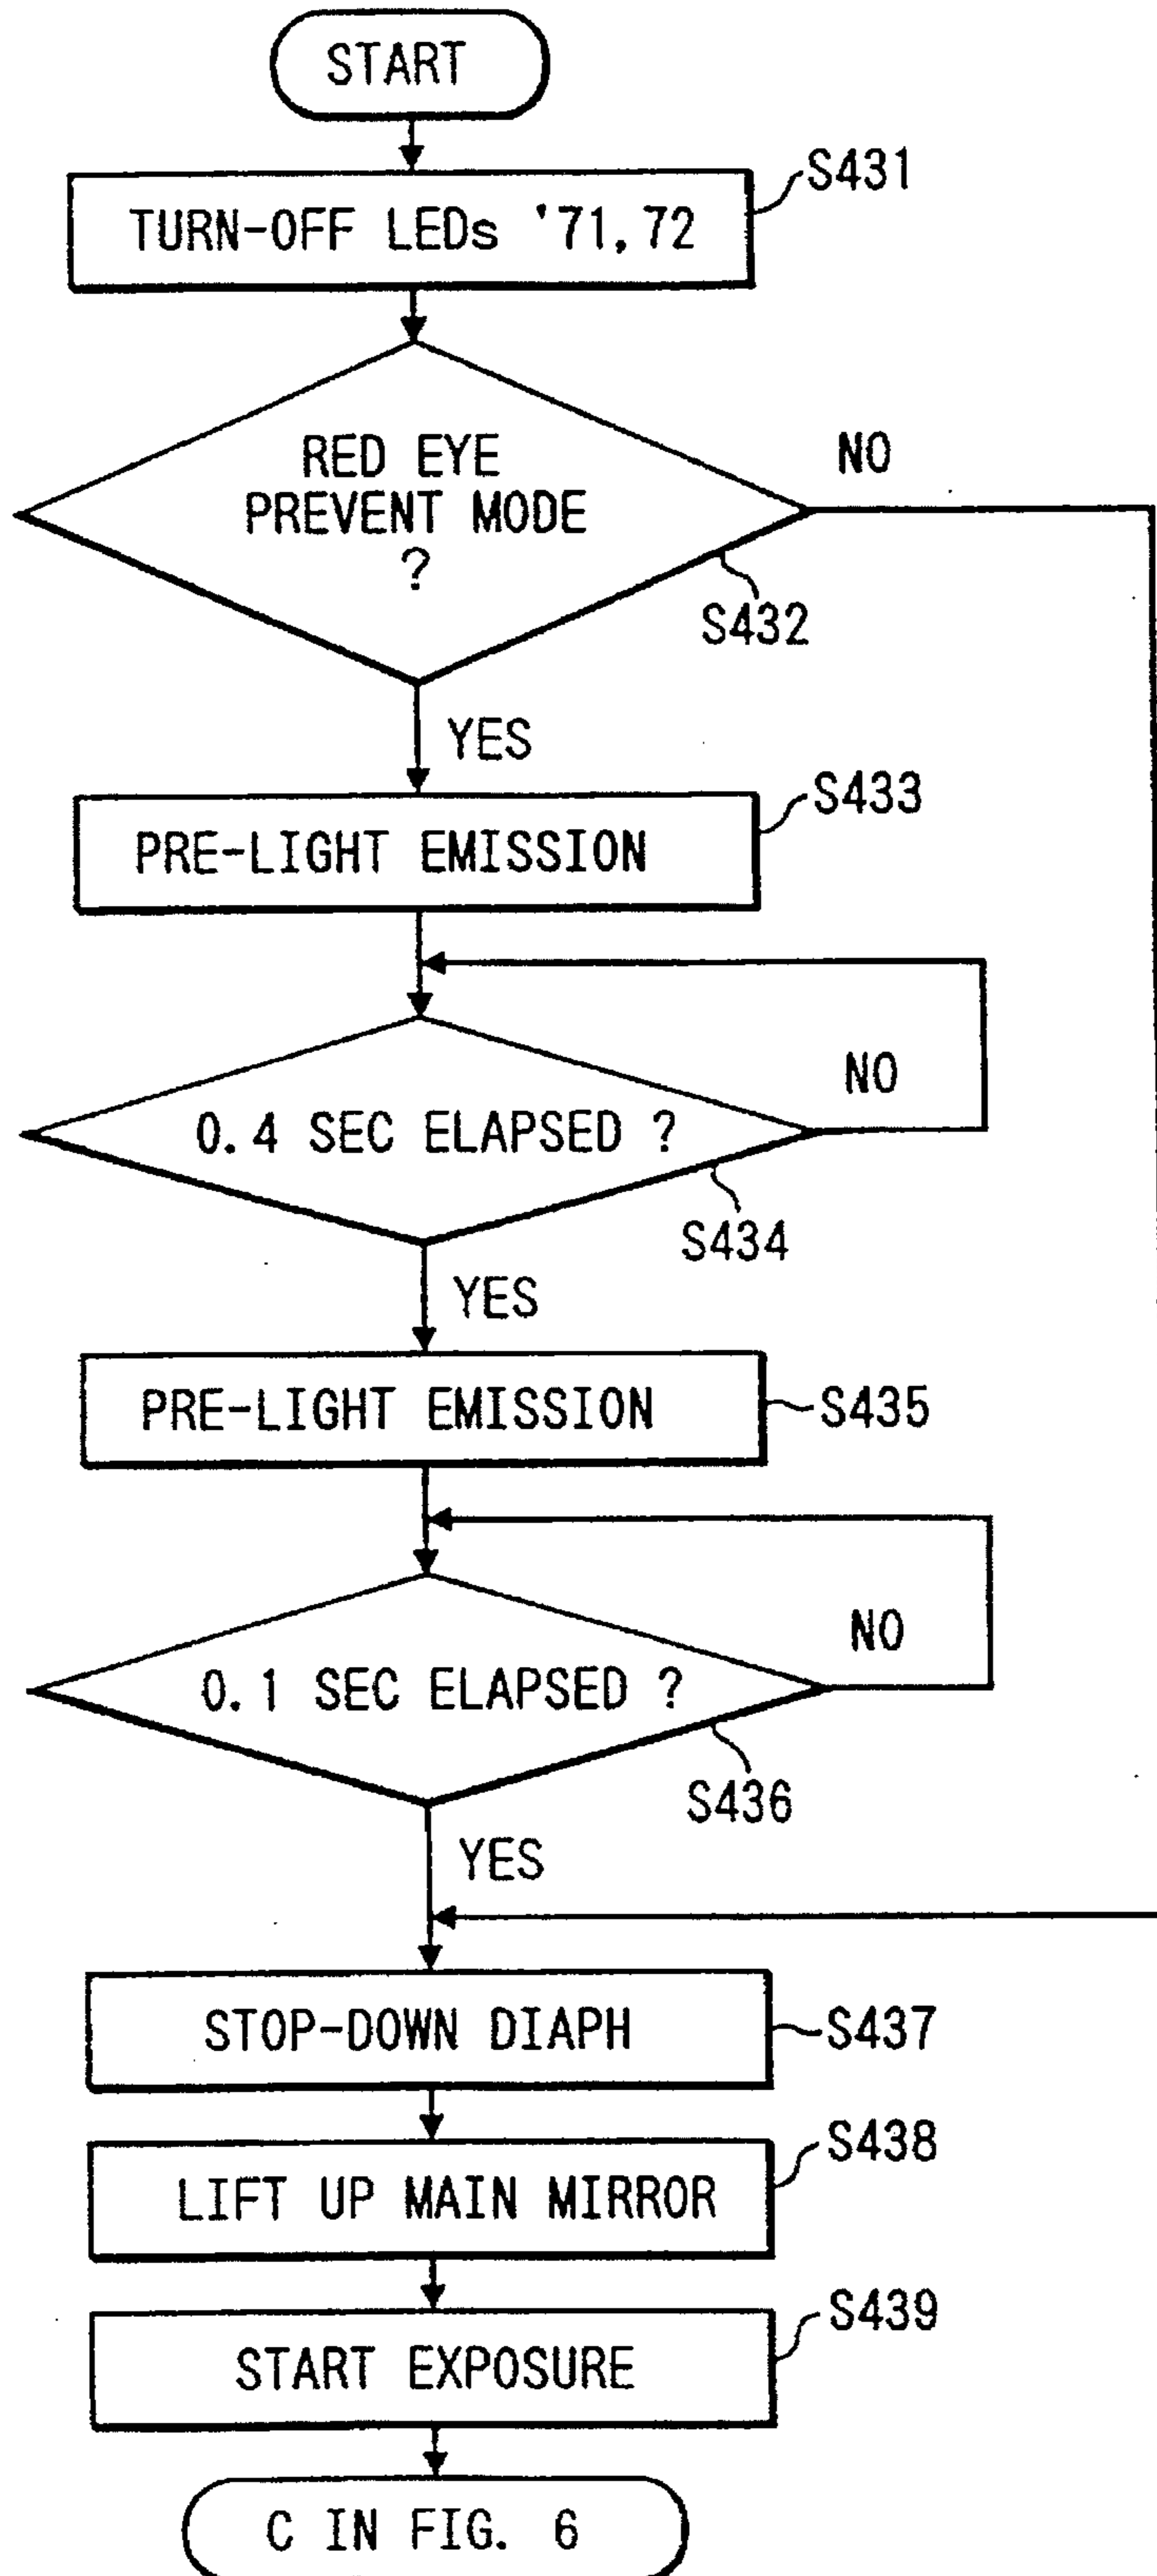 START
S431
TURN-OFF LEDs '71, 72
RED EYE
PREVENT MODE
?
NO
S432
YES
S433
PRE-LIGHT EMISSION
NO
0.4 SEC ELAPSED ?
S434
YES
PRE-LIGHT EMISSION
S435
NO
0.1 SEC ELAPSED ?
S436
YES
STOP-DOWN DIAPH
S437
S438
LIFT UP MAIN MIRROR
S439
START EXPOSURE
C IN FIG. 6